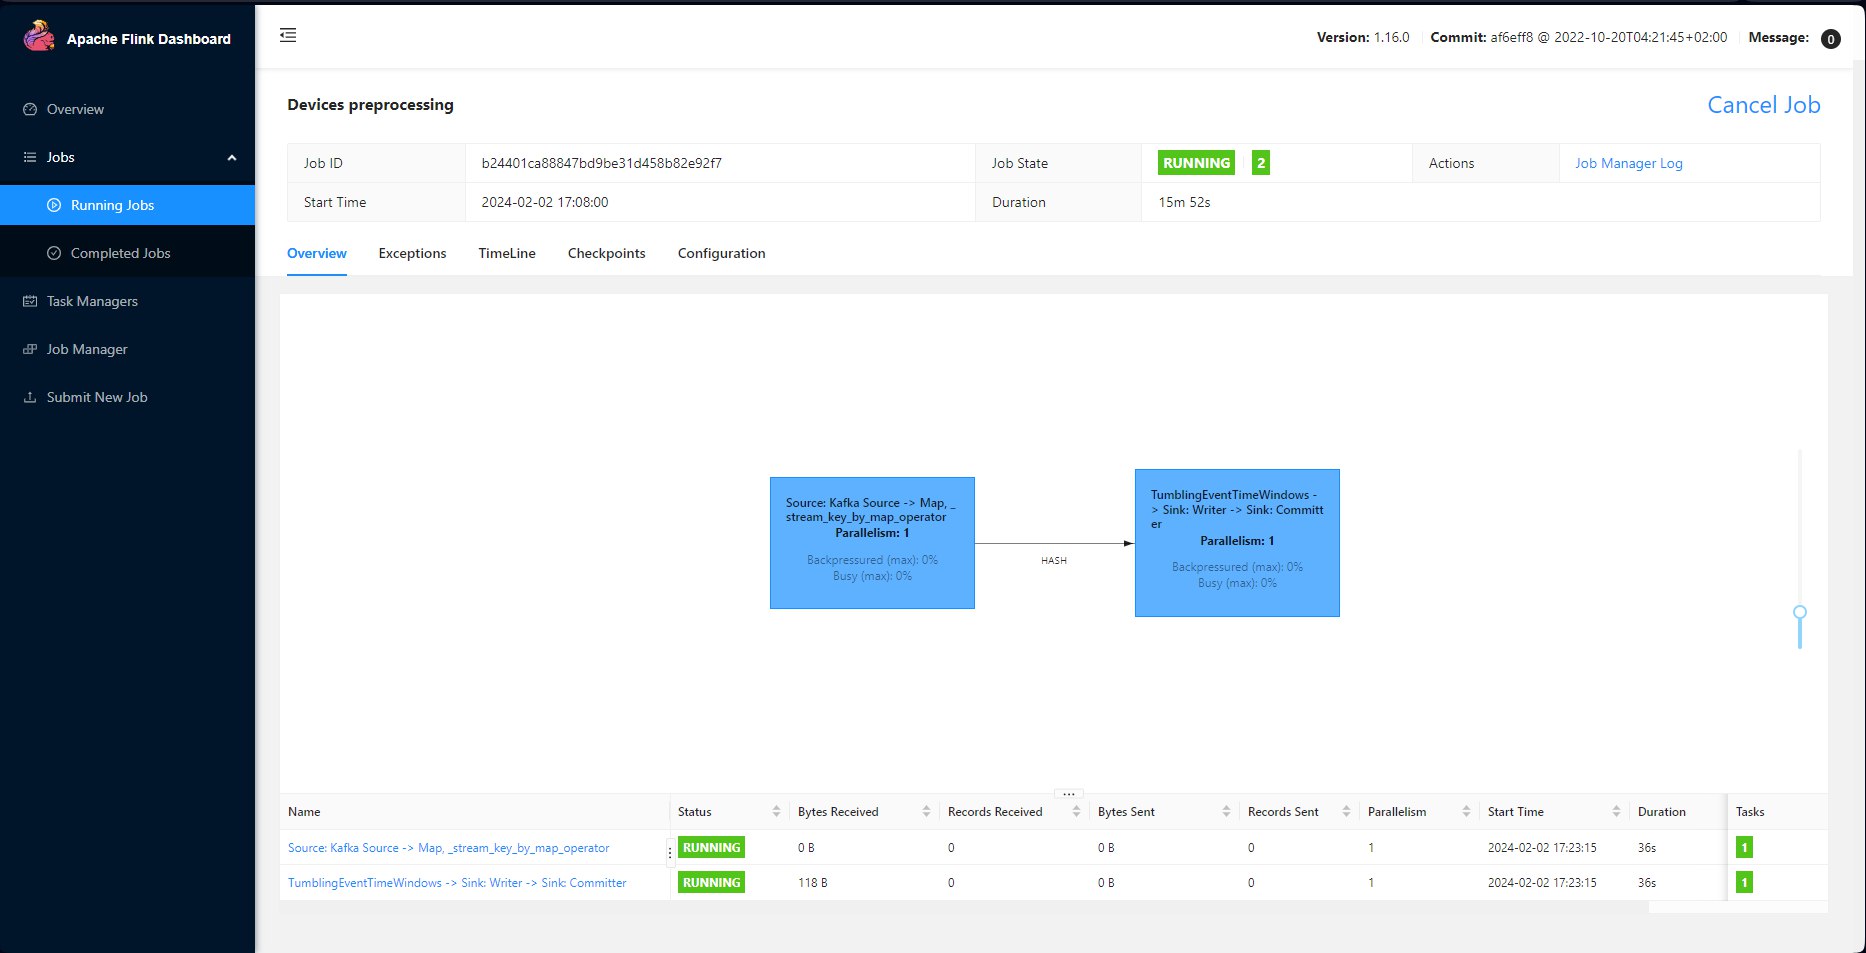 Apache Flink Dashboard
Version: 1.16.0 Commit: af6eff8 @ 2022-10-20T04:21:45+02:00 Message: 0
Overview
Jobs
Running Jobs
Completed Jobs
Task Managers
Job Manager
Submit New Job
Devices preprocessing
Cancel Job
Job ID b24401ca88847bd9be31d458b82e92f7 Job State RUNNING 2 Actions Job Manager Log
Start Time 2024-02-02 17:08:00 Duration 15m 52s
Overview Exceptions TimeLine Checkpoints Configuration
Source: Kafka Source -> Map, _
stream_key_by_map_operator
Parallelism: 1
Backpressured (max): 0%
Busy (max): 0%
HASH
TumblingEventTimeWindows -
> Sink: Writer -> Sink: Committ
er
Parallelism: 1
Backpressured (max): 0%
Busy (max): 0%
Name Status Bytes Received Records Received Bytes Sent Records Sent Parallelism Start Time Duration Tasks
Source: Kafka Source -> Map, _stream_key_by_map_operator RUNNING 0 B 0 0 B 0 1 2024-02-02 17:23:15 36s 1
TumblingEventTimeWindows -> Sink: Writer -> Sink: Committer RUNNING 118 B 0 0 B 0 1 2024-02-02 17:23:15 36s 1